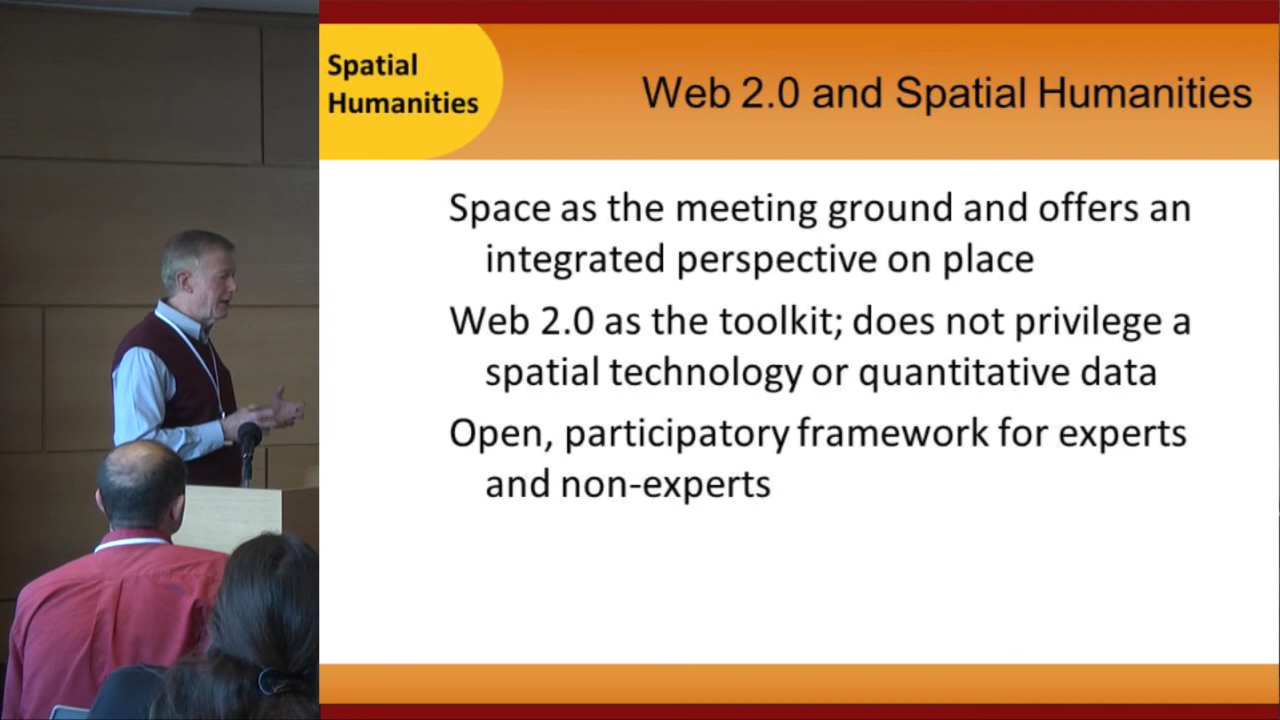 Spatial
Humanities
Web 2.0 and Spatial Humanities
Space as the meeting ground and offers an
integrated perspective on place
Web 2.0 as the toolkit; does not privilege a
spatial technology or quantitative data
Open, participatory framework for experts
and non-experts